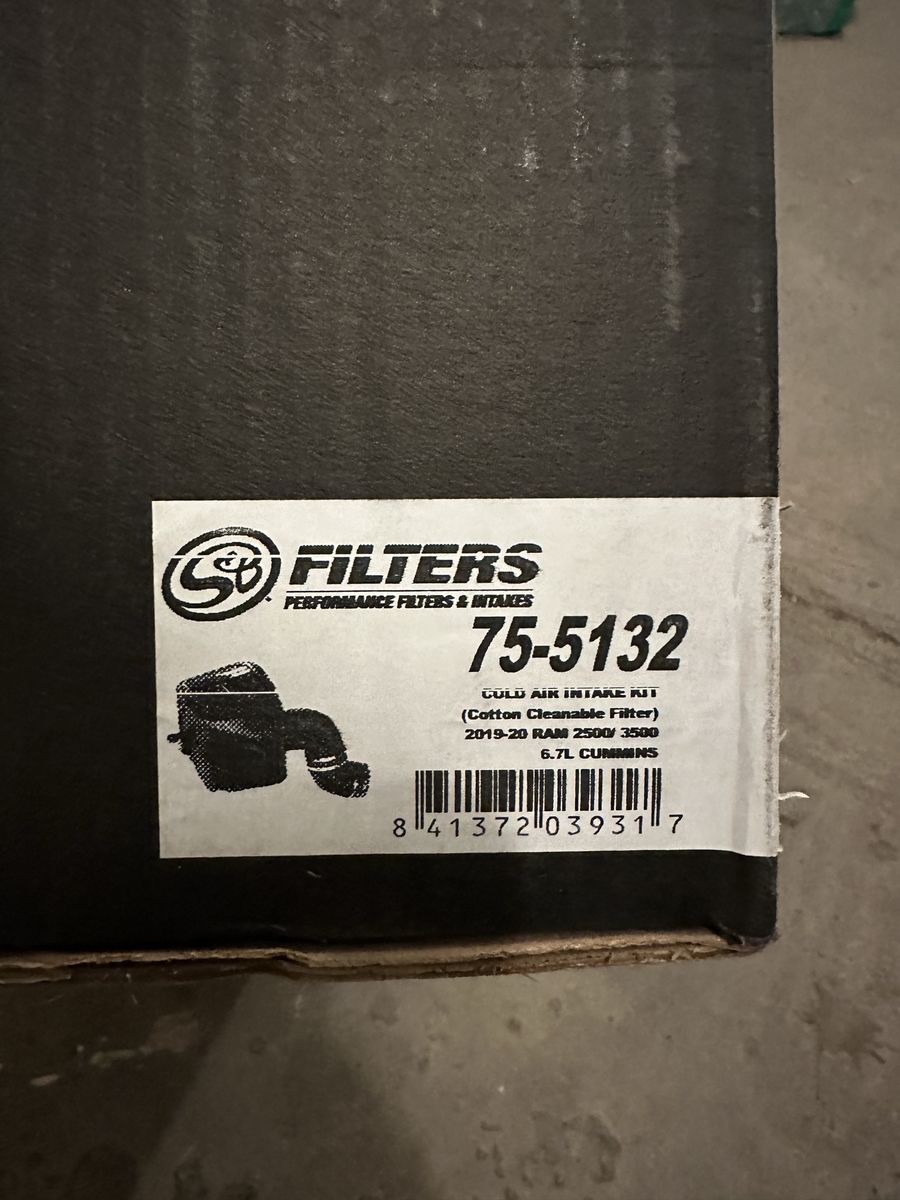 S&B FILTERS
PERFORMANCE FILTERS & INTAKES
75-5132
COLD AIR INTAKE KIT
(Cotton Cleanable Filter)
2019-20 RAM 2500/ 3500
6.7L CUMMINS
8 41372 03931 7